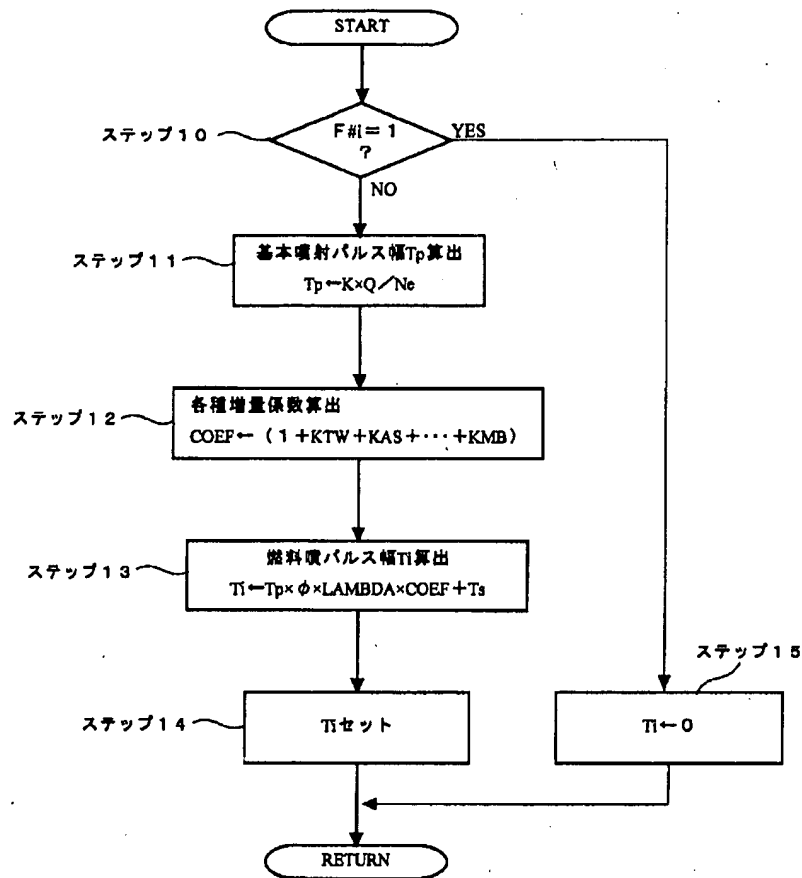 START
ステップ10
F#i=1
?
YES
NO
ステップ11
基本噴射パルス幅Tp算出
Tp←K×Q/Ne
ステップ12
各種増量係数算出
COEF←(1+KTW+KAS+···+KMB)
ステップ13
燃料噴パルス幅Ti算出
Ti←Tp×φ×LAMBDA×COEF+Ts
ステップ14
Tiセット
ステップ15
Ti←0
RETURN